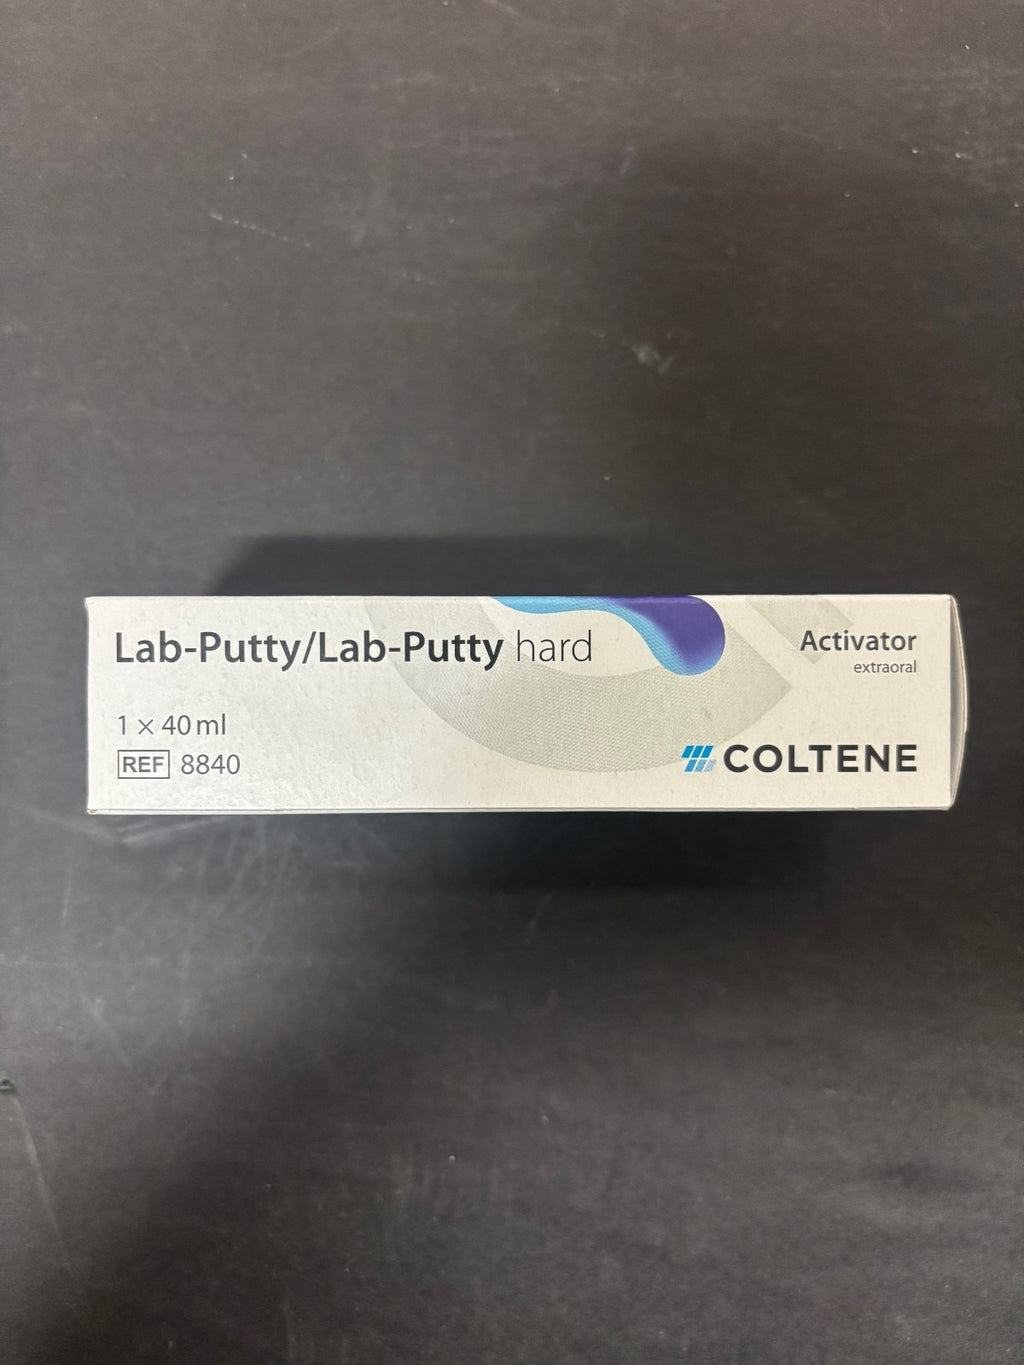 Lab-Putty/Lab-Putty hard
Activator
extraoral
1 × 40 ml
REF 8840
COLTENE